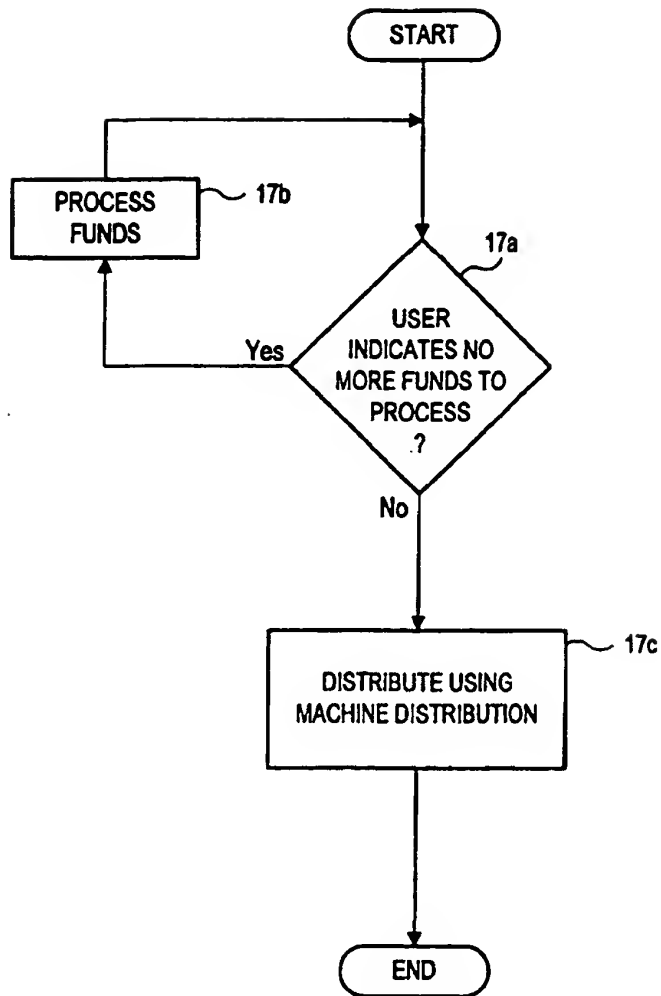 START
PROCESS
FUNDS
17b
17a
USER
INDICATES NO
MORE FUNDS TO
PROCESS
.?
Yes
No
17c
DISTRIBUTE USING
MACHINE DISTRIBUTION
END